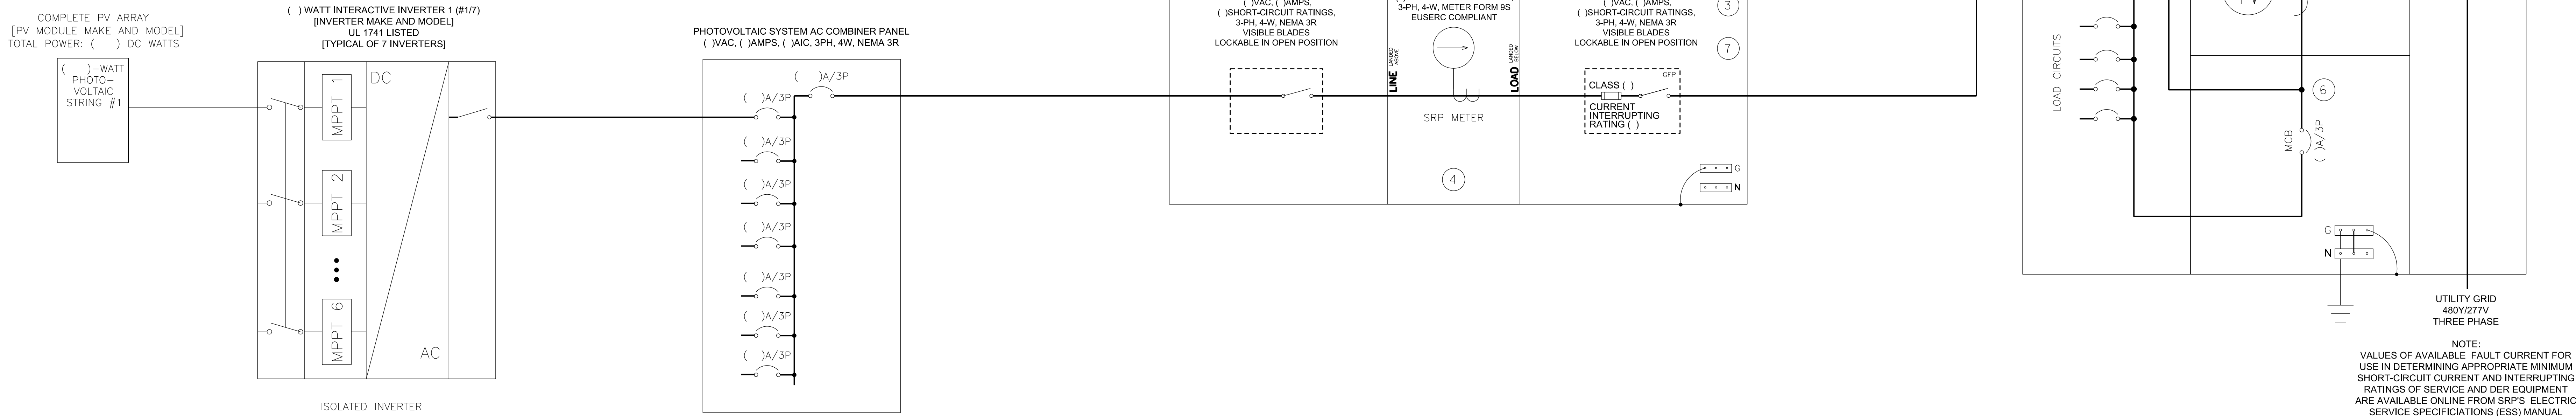 COMPLETE PV ARRAY
[PV MODULE MAKE AND MODEL]
TOTAL POWER: (    ) DC WATTS
(    )-WATT
PHOTO-
VOLTAIC
STRING #1
( ) WATT INTERACTIVE INVERTER 1 (#1/7)
[INVERTER MAKE AND MODEL]
UL 1741 LISTED
[TYPICAL OF 7 INVERTERS]
DC
MPPT 1
MPPT 2
MPPT 6
AC
ISOLATED INVERTER
PHOTOVOLTAIC SYSTEM AC COMBINER PANEL
( )VAC, ( )AMPS, ( )AIC, 3PH, 4W, NEMA 3R
(    )A/3P
(    )A/3P
(    )A/3P
(    )A/3P
(    )A/3P
(    )A/3P
(    )A/3P
(    )A/3P
( )VAC, ( )AMPS,
( )SHORT-CIRCUIT RATINGS,
3-PH, 4-W, NEMA 3R
VISIBLE BLADES
LOCKABLE IN OPEN POSITION
3-PH, 4-W, METER FORM 9S
EUSERC COMPLIANT
LINE
LANDED
ABOVE
LOAD
LANDED
BELOW
SRP METER
4
( )VAC, ( )AMPS,
( )SHORT-CIRCUIT RATINGS,
3-PH, 4-W, NEMA 3R
VISIBLE BLADES
LOCKABLE IN OPEN POSITION
3
7
GFP
CLASS ( )
CURRENT
INTERRUPTING
RATING ( )
G
N
LOAD CIRCUITS
6
MCB
( )A/3P
G
N
UTILITY GRID
480Y/277V
THREE PHASE
NOTE:
VALUES OF AVAILABLE FAULT CURRENT FOR
USE IN DETERMINING APPROPRIATE MINIMUM
SHORT-CIRCUIT CURRENT AND INTERRUPTING
RATINGS OF SERVICE AND DER EQUIPMENT
ARE AVAILABLE ONLINE FROM SRP'S ELECTRIC
SERVICE SPECIFICIATIONS (ESS) MANUAL